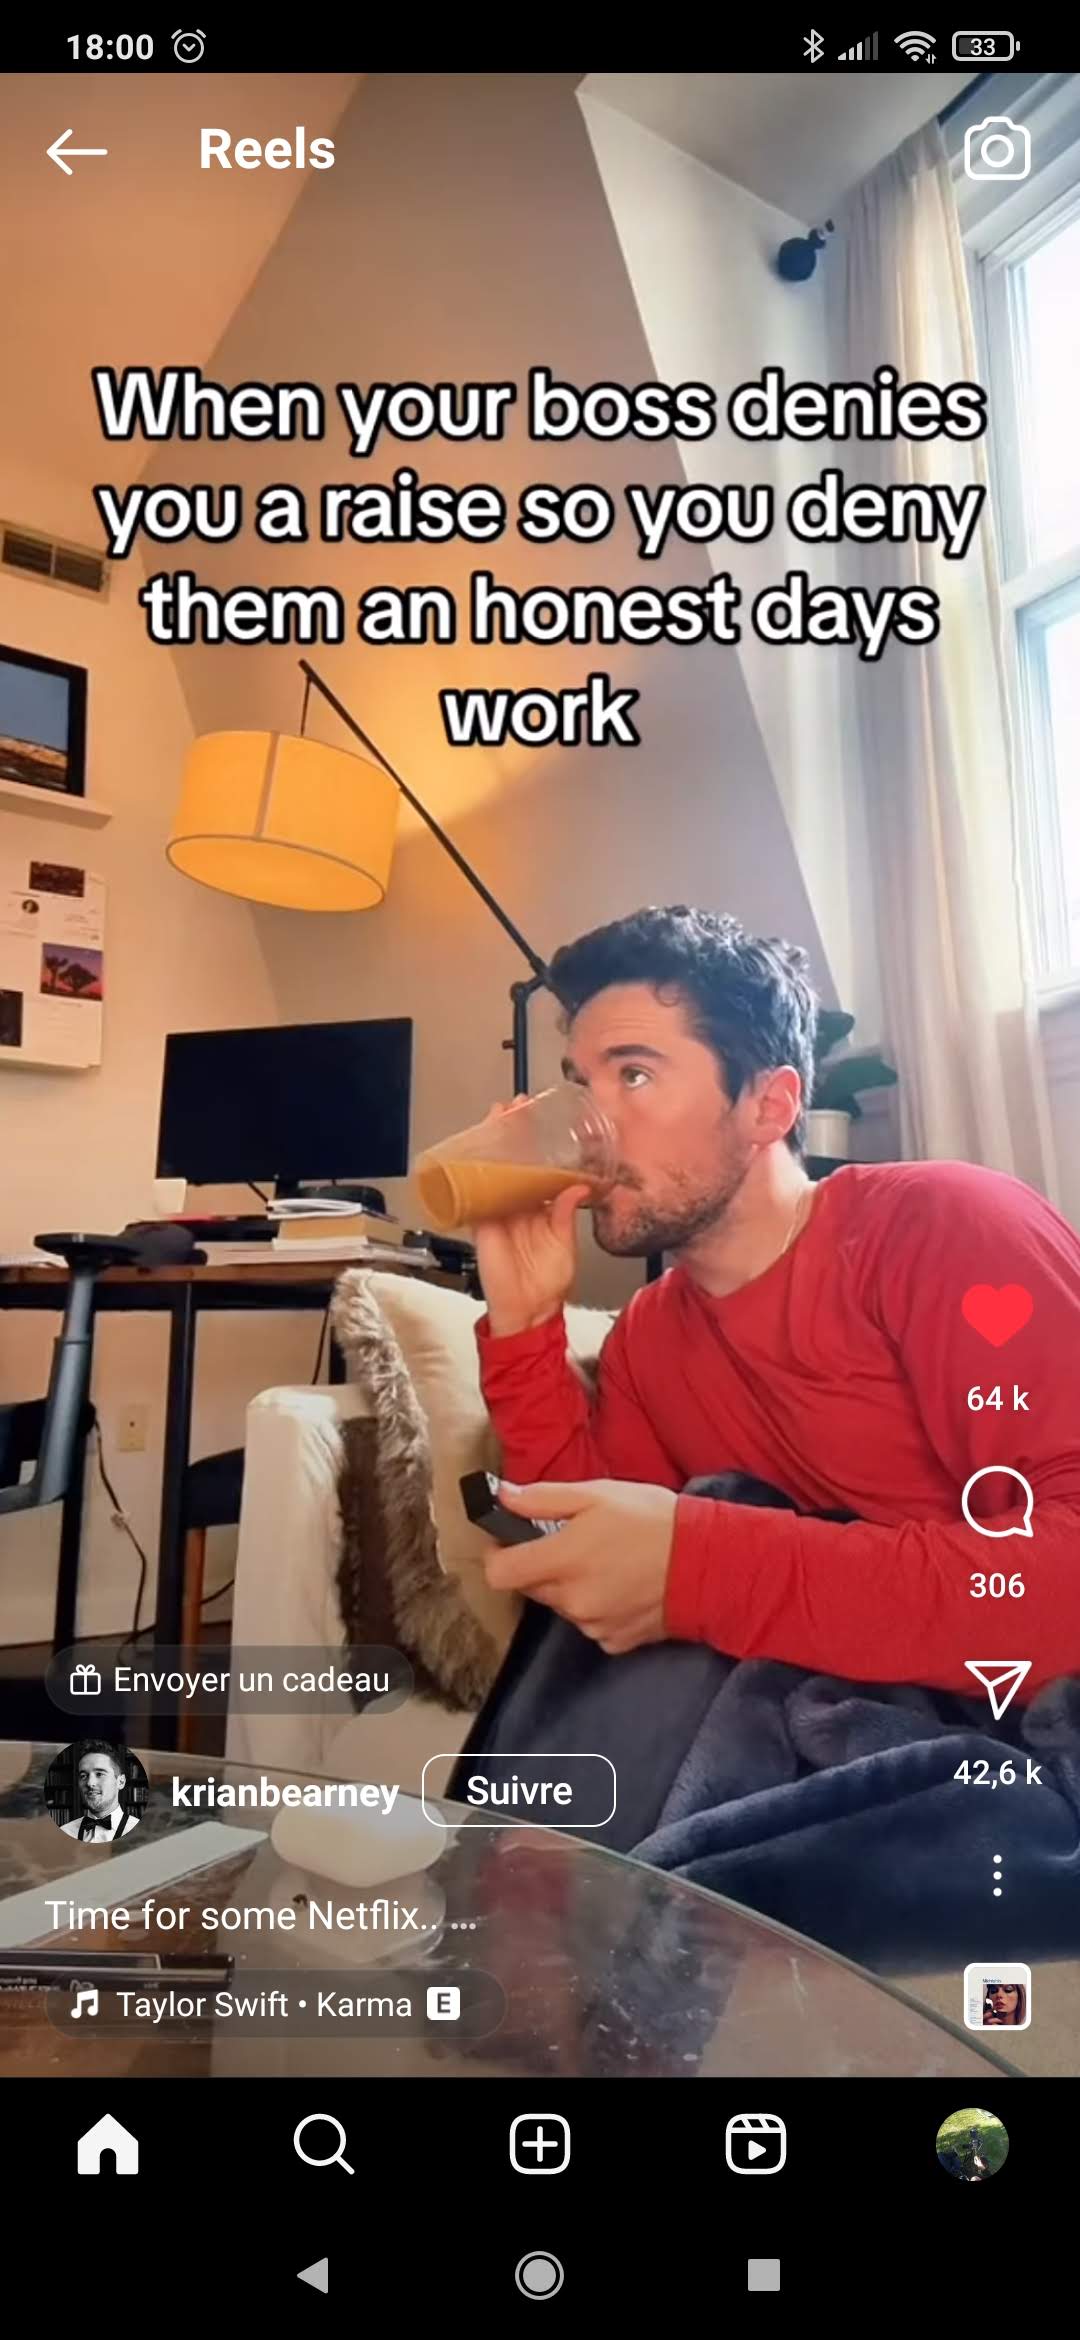 18:00
33
Reels
When your boss denies
you a raise so you deny
them an honest days
work
64 k
306
Envoyer un cadeau
42,6 k
krianbearney
Suivre
Time for some Netflix.. ...
Taylor Swift • Karma E